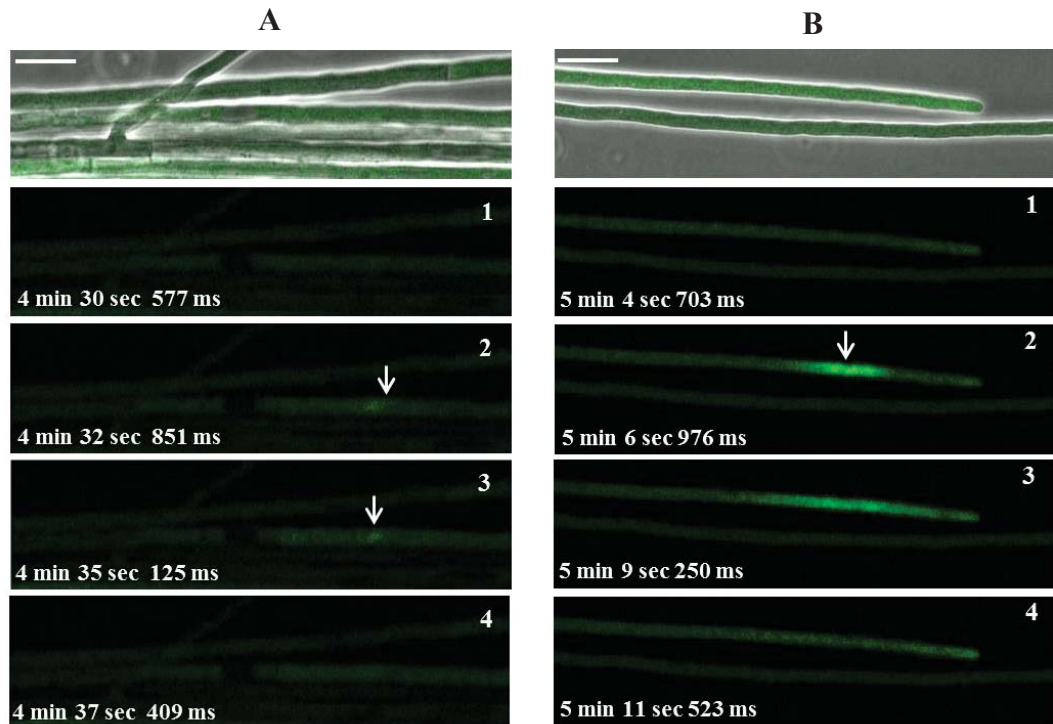 A
1
4 min 30 sec 577 ms
2
4 min 32 sec 851 ms
3
4 min 35 sec 125 ms
4
4 min 37 sec 409 ms
B
1
5 min 4 sec 703 ms
2
5 min 6 sec 976 ms
3
5 min 9 sec 250 ms
4
5 min 11 sec 523 ms